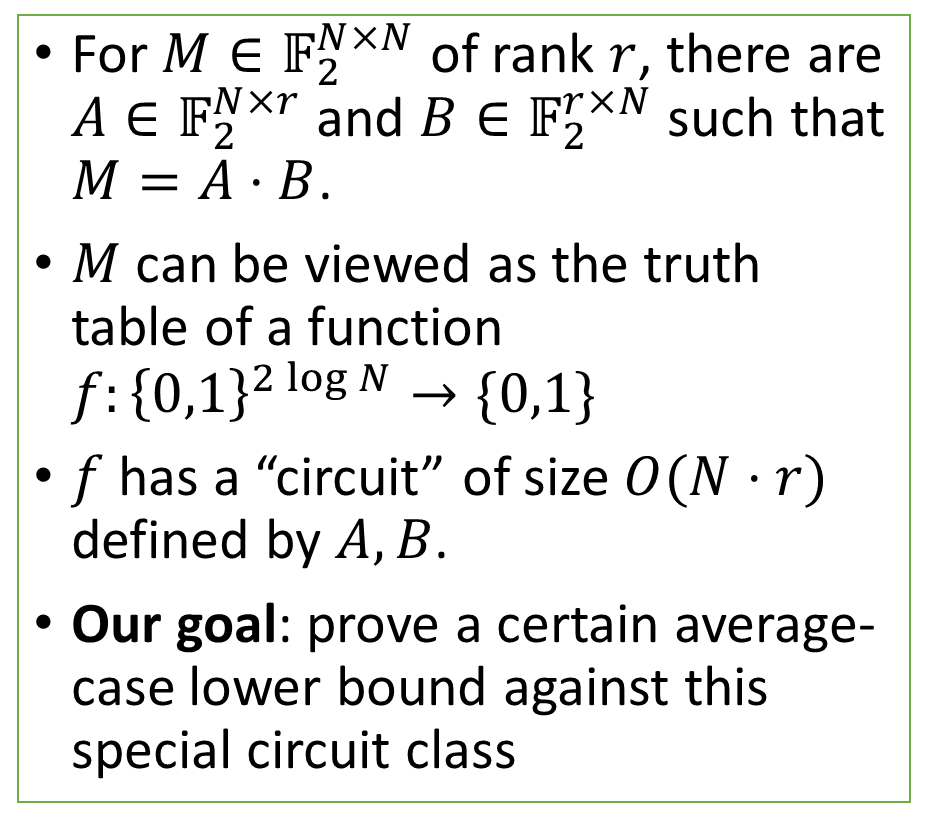 • For 𝑀 ∈ 𝔽₂^{𝑁×𝑁} of rank 𝑟, there are
𝐴 ∈ 𝔽₂^{𝑁×𝑟} and 𝐵 ∈ 𝔽₂^{𝑟×𝑁} such that
𝑀 = 𝐴 · 𝐵.
• 𝑀 can be viewed as the truth
table of a function
𝑓: {0,1}^{2 log 𝑁} → {0,1}
• 𝑓 has a “circuit” of size 𝑂(𝑁 · 𝑟)
defined by 𝐴, 𝐵.
• Our goal: prove a certain average-
case lower bound against this
special circuit class